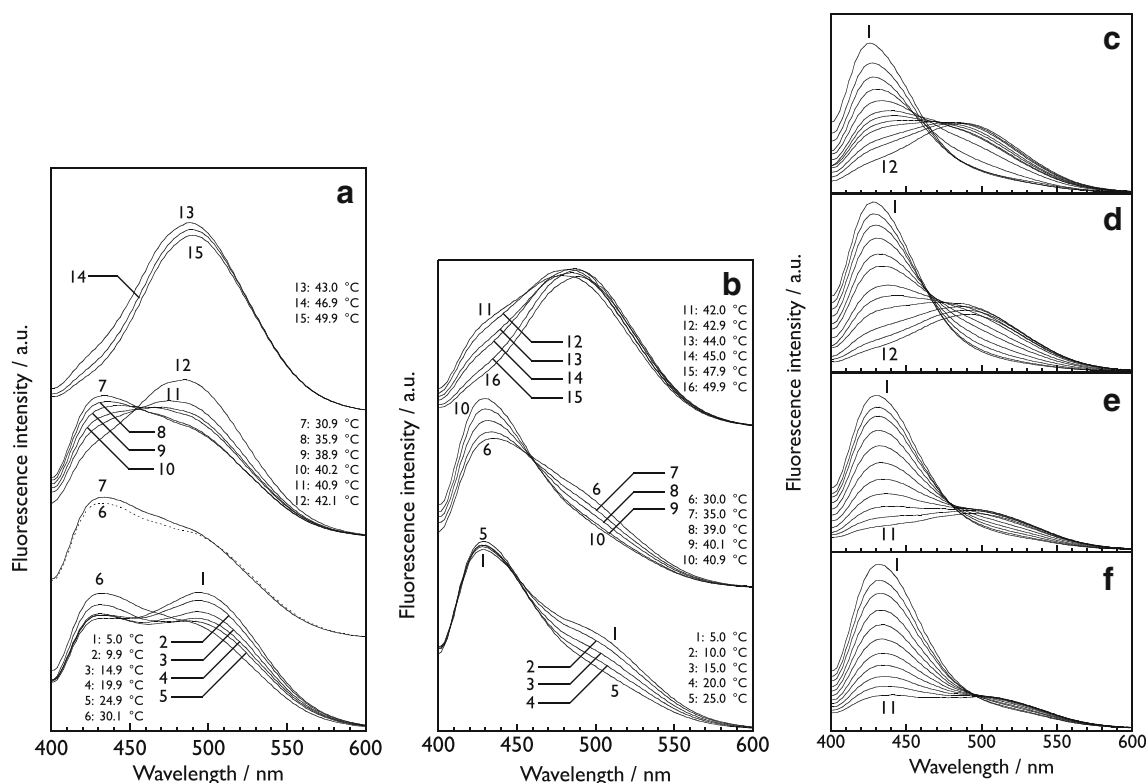 a
Fluorescence intensity / a.u.
13
15
14
13: 43.0 °C
14: 46.9 °C
15: 49.9 °C
12
7
11
8
9
10
7: 30.9 °C
8: 35.9 °C
9: 38.9 °C
10: 40.2 °C
11: 40.9 °C
12: 42.1 °C
7
6
6
1
1: 5.0 °C
2: 9.9 °C
3: 14.9 °C
4: 19.9 °C
5: 24.9 °C
6: 30.1 °C
2
3
4
5
400 450 500 550 600
Wavelength / nm
b
Fluorescence intensity / a.u.
11
12
13
14
16
15
11: 42.0 °C
12: 42.9 °C
13: 44.0 °C
14: 45.0 °C
15: 47.9 °C
16: 49.9 °C
10
6
6
7
8
9
10
6: 30.0 °C
7: 35.0 °C
8: 39.0 °C
9: 40.1 °C
10: 40.9 °C
5
1
1
2
3
4
5
1: 5.0 °C
2: 10.0 °C
3: 15.0 °C
4: 20.0 °C
5: 25.0 °C
400 450 500 550 600
Wavelength / nm
Fluorescence intensity / a.u.
c
1
12
d
1
12
e
1
11
f
1
11
400 450 500 550 600
Wavelength / nm